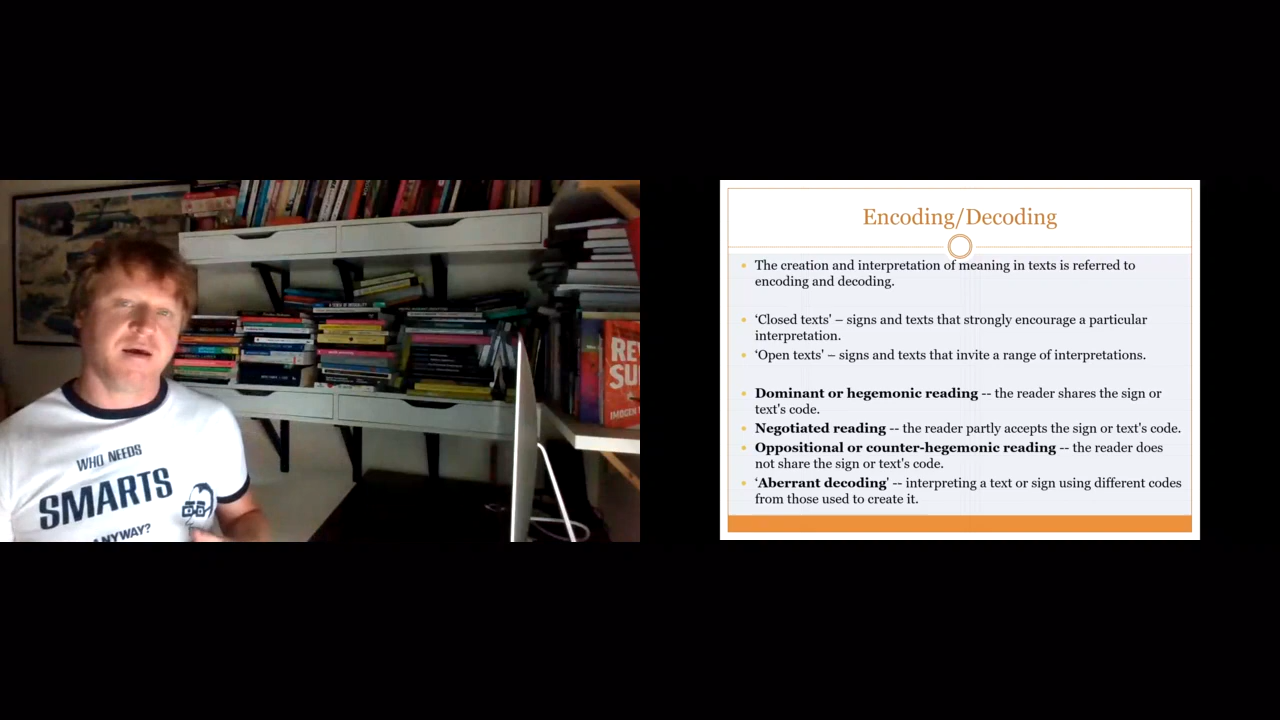 WHO NEEDS
SMARTS
ANYWAY?
RE
SU
IMOGEN
Encoding/Decoding
• The creation and interpretation of meaning in texts is referred to
encoding and decoding.
• ‘Closed texts’ – signs and texts that strongly encourage a particular
interpretation.
• ‘Open texts’ – signs and texts that invite a range of interpretations.
• Dominant or hegemonic reading -- the reader shares the sign or
text's code.
• Negotiated reading -- the reader partly accepts the sign or text's code.
• Oppositional or counter-hegemonic reading -- the reader does
not share the sign or text's code.
• ‘Aberrant decoding' -- interpreting a text or sign using different codes
from those used to create it.